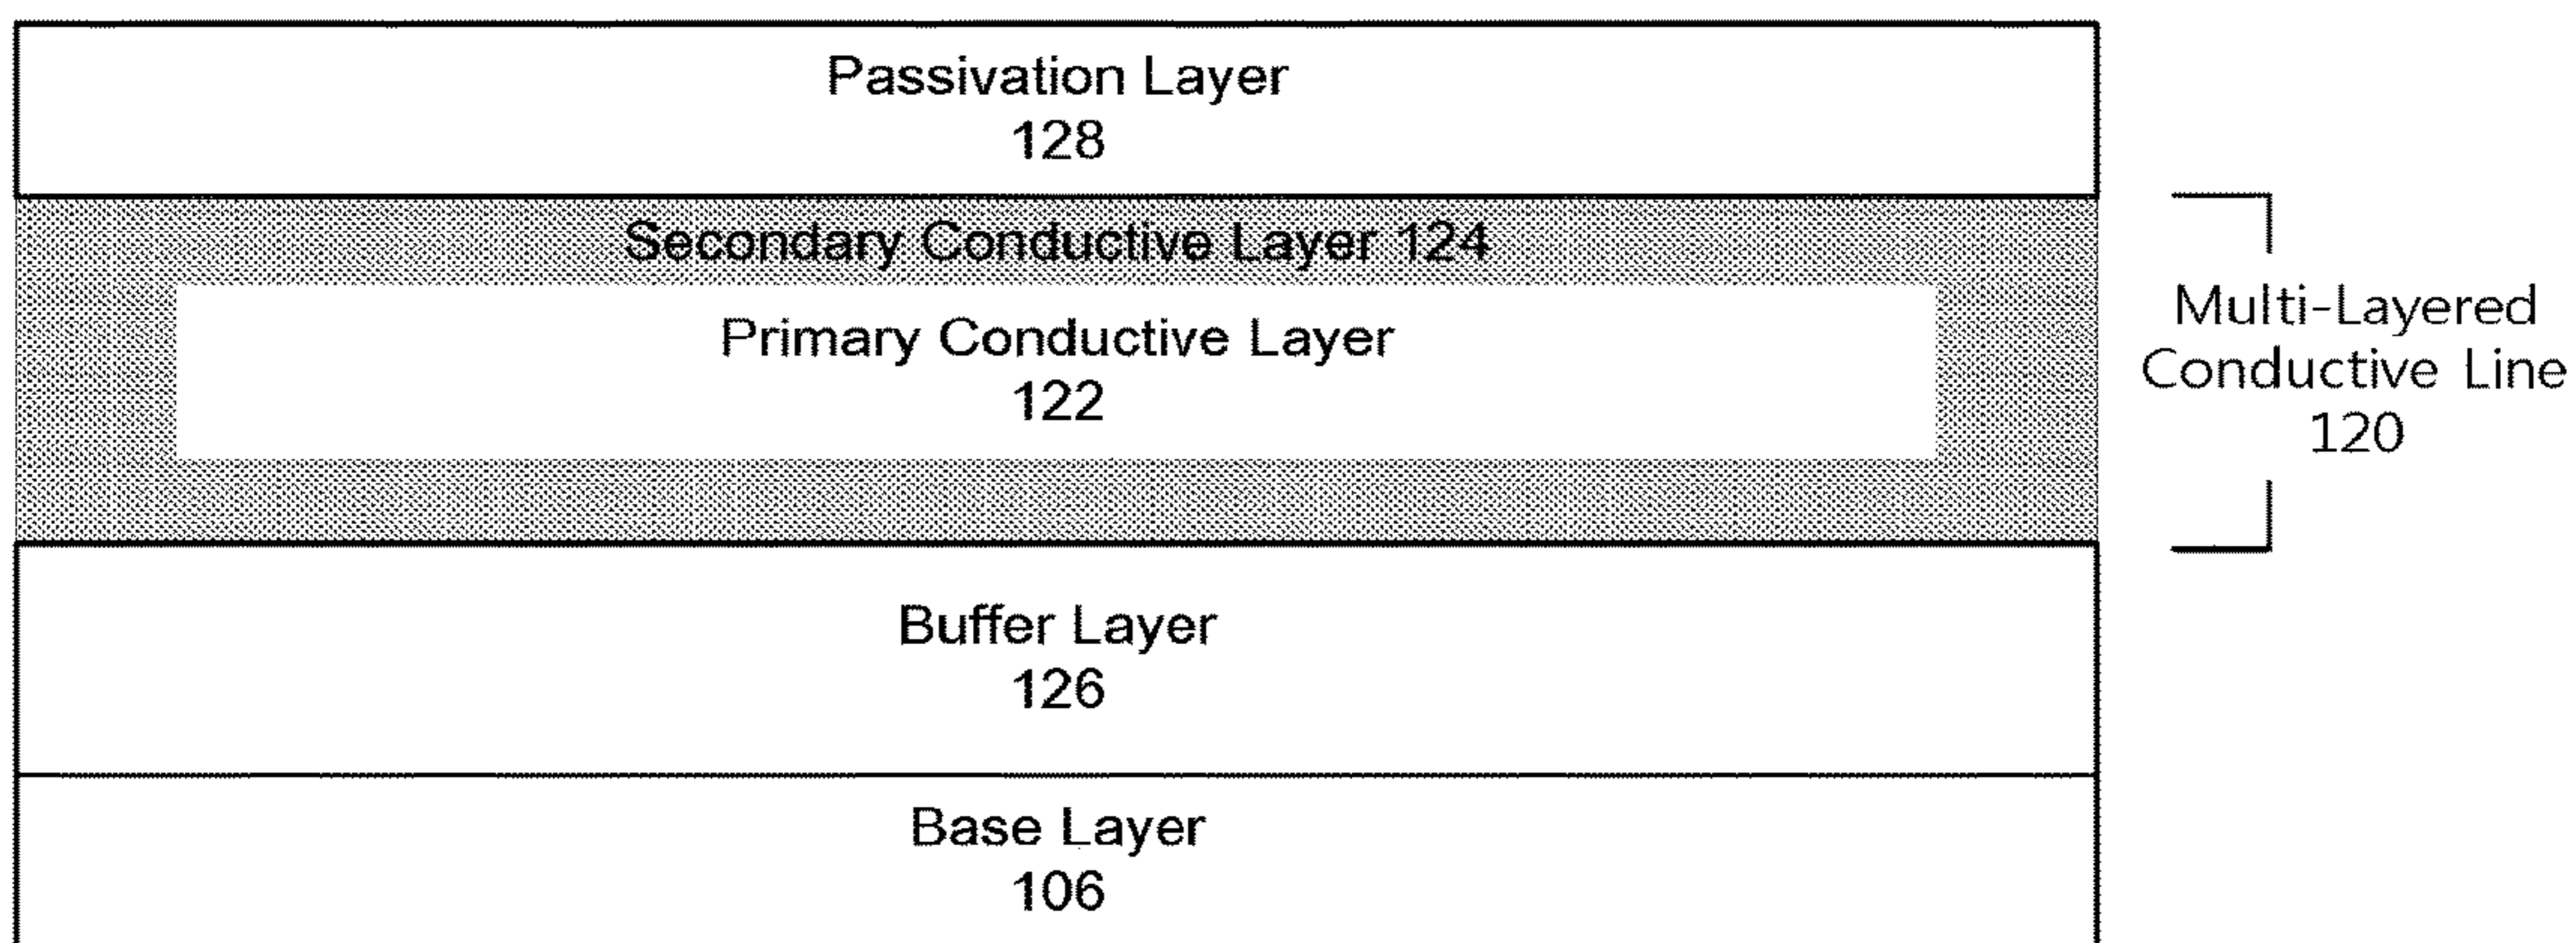 Passivation Layer
128
Secondary Conductive Layer 124
Primary Conductive Layer
122
Multi-Layered
Conductive Line
120
Buffer Layer
126
Base Layer
106